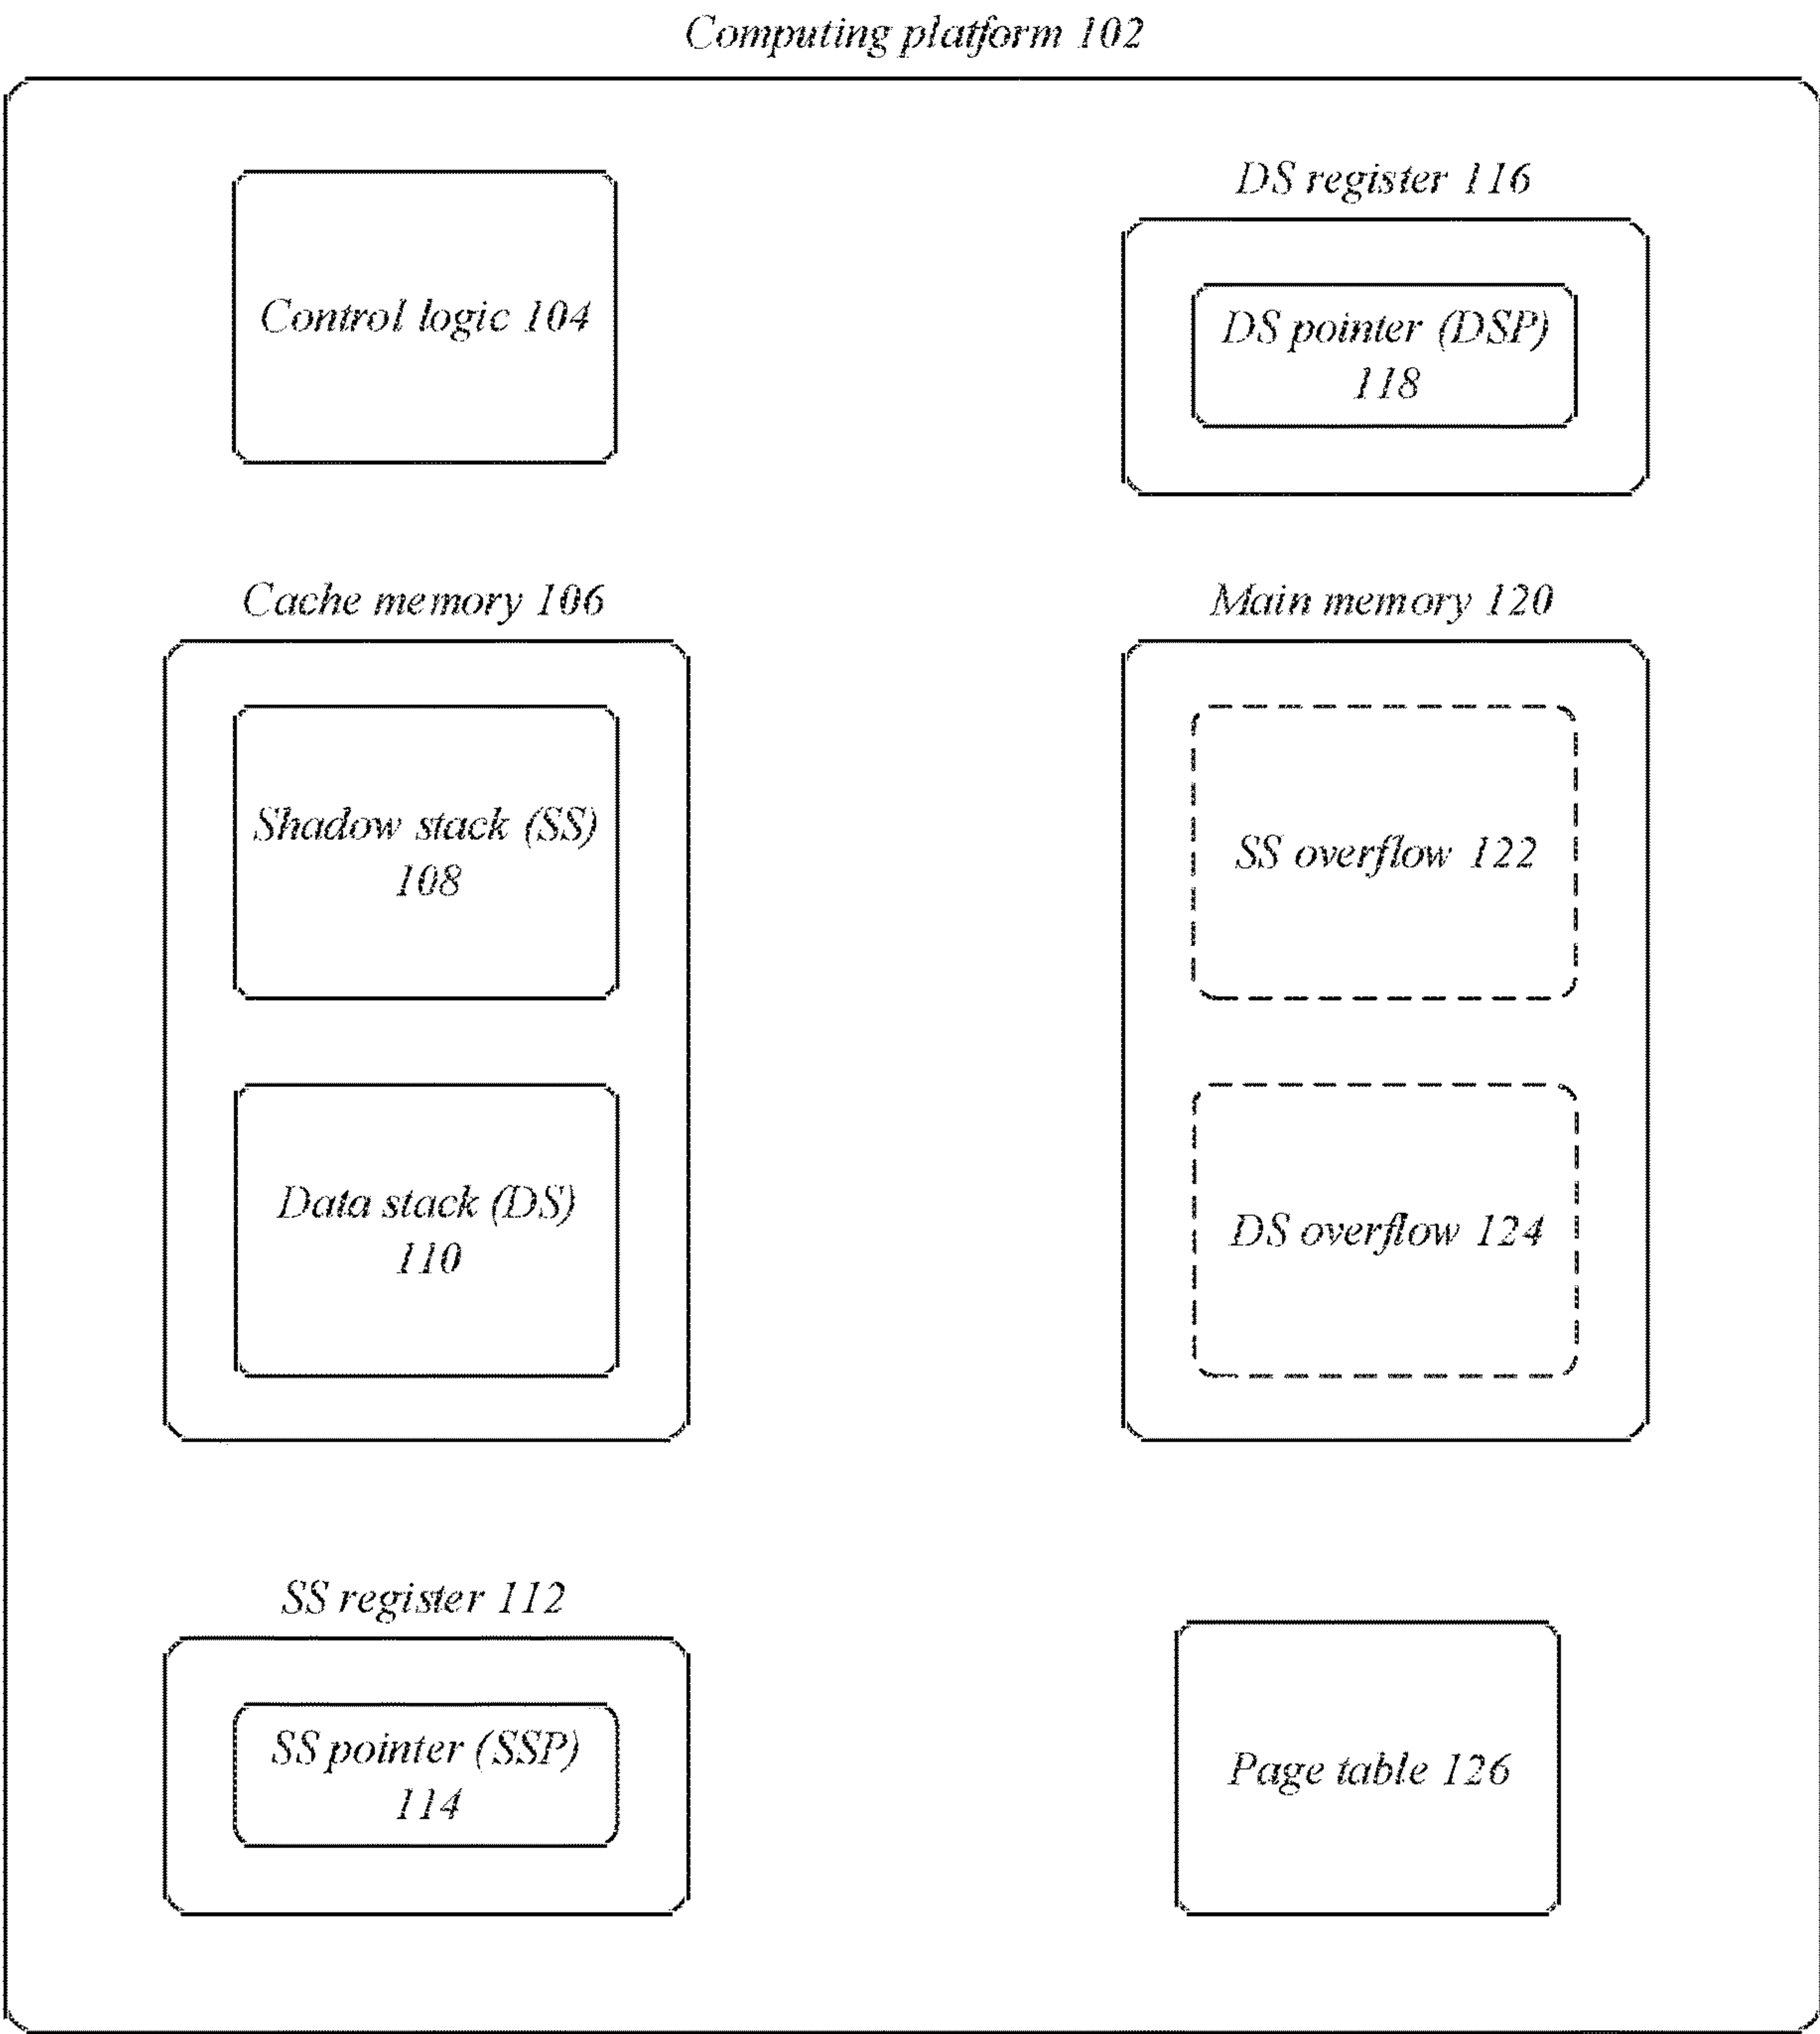 Computing platform 102
Control logic 104
DS register 116
DS pointer (DSP)
118
Cache memory 106
Shadow stack (SS)
108
Data stack (DS)
110
Main memory 120
SS overflow 122
DS overflow 124
SS register 112
SS pointer (SSP)
114
Page table 126